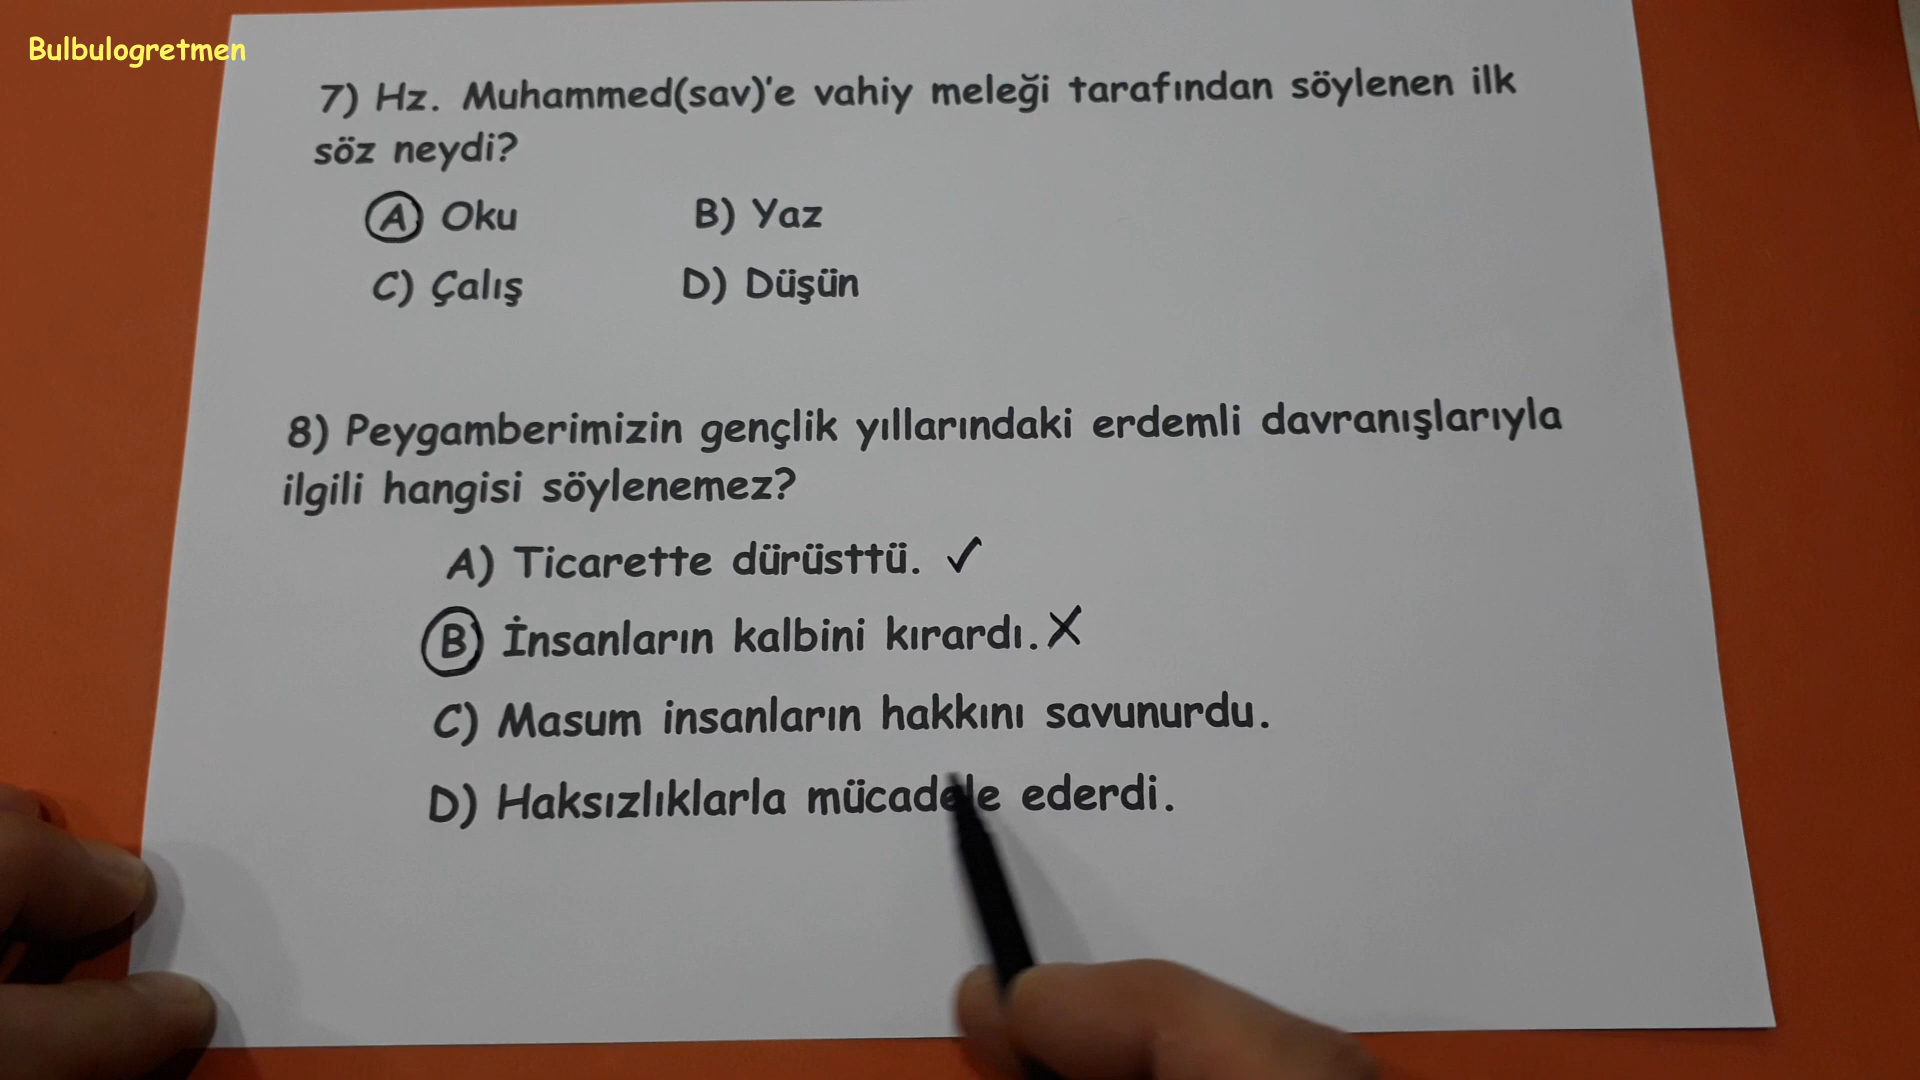 Bulbulogretmen
7) Hz. Muhammed(sav)'e vahiy meleği tarafından söylenen ilk
söz neydi?
A) Oku B) Yaz
C) Çalış D) Düşün
8) Peygamberimizin gençlik yıllarındaki erdemli davranışlarıyla
ilgili hangisi söylenemez?
A) Ticarette dürüsttü. ✓
B) İnsanların kalbini kırardı. X
C) Masum insanların hakkını savunurdu.
D) Haksızlıklarla mücadele ederdi.